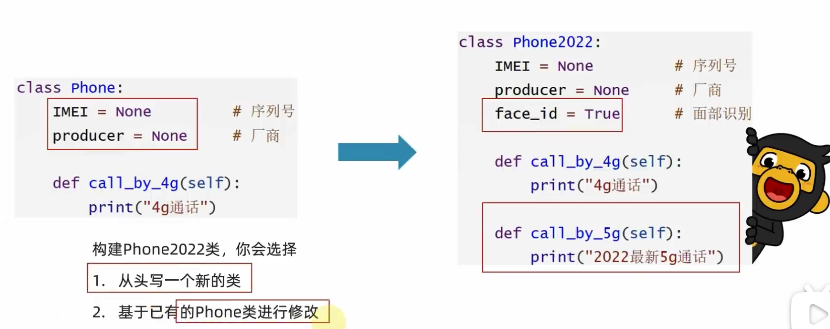 class Phone:
IMEI = None # 序列号
producer = None # 厂商
def call_by_4g(self):
print("4g通话")
构建Phone2022类，你会选择
1. 从头写一个新的类
2. 基于已有的Phone类进行修改
class Phone2022:
IMEI = None # 序列号
producer = None # 厂商
face_id = True # 面部识别
def call_by_4g(self):
print("4g通话")
def call_by_5g(self):
print("2022最新5g通话")